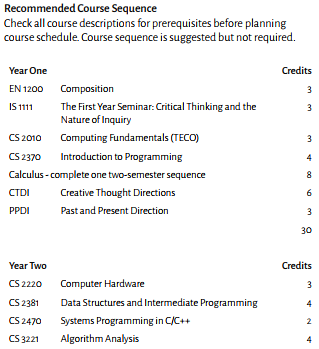 Recommended Course Sequence
Check all course descriptions for prerequisites before planning
course schedule. Course sequence is suggested but not required.
Year One Credits
EN 1200 Composition 3
IS 1111 The First Year Seminar: Critical Thinking and the 3
Nature of Inquiry
CS 2010 Computing Fundamentals (TECO) 3
CS 2370 Introduction to Programming 4
Calculus - complete one two-semester sequence 8
CTDI Creative Thought Directions 6
PPDI Past and Present Direction 3
30
Year Two Credits
CS 2220 Computer Hardware 3
CS 2381 Data Structures and Intermediate Programming 4
CS 2470 Systems Programming in C/C++ 2
CS 3221 Algorithm Analysis 4